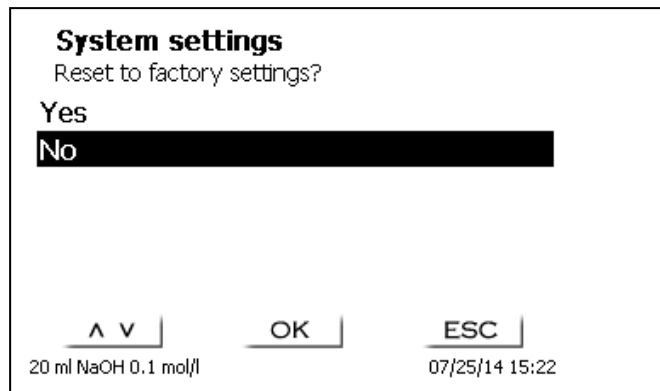 System settings
Reset to factory settings?
Yes
No
∧ ∨ OK ESC
20 ml NaOH 0.1 mol/l 07/25/14 15:22